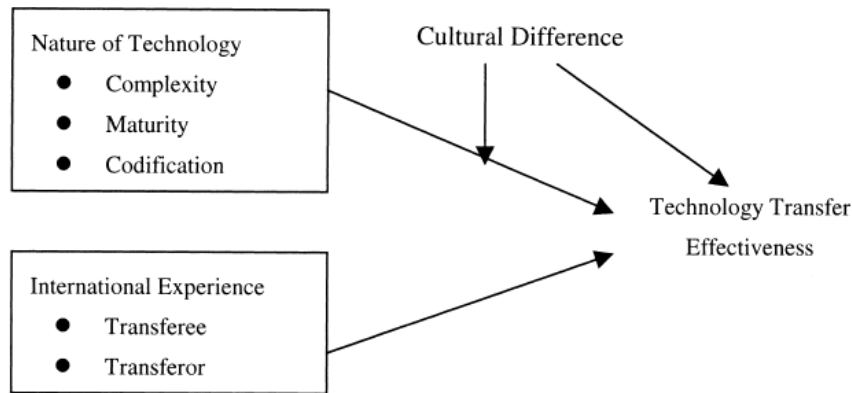 Nature of Technology
● Complexity
● Maturity
● Codification
Cultural Difference
Technology Transfer
Effectiveness
International Experience
● Transferee
● Transferor